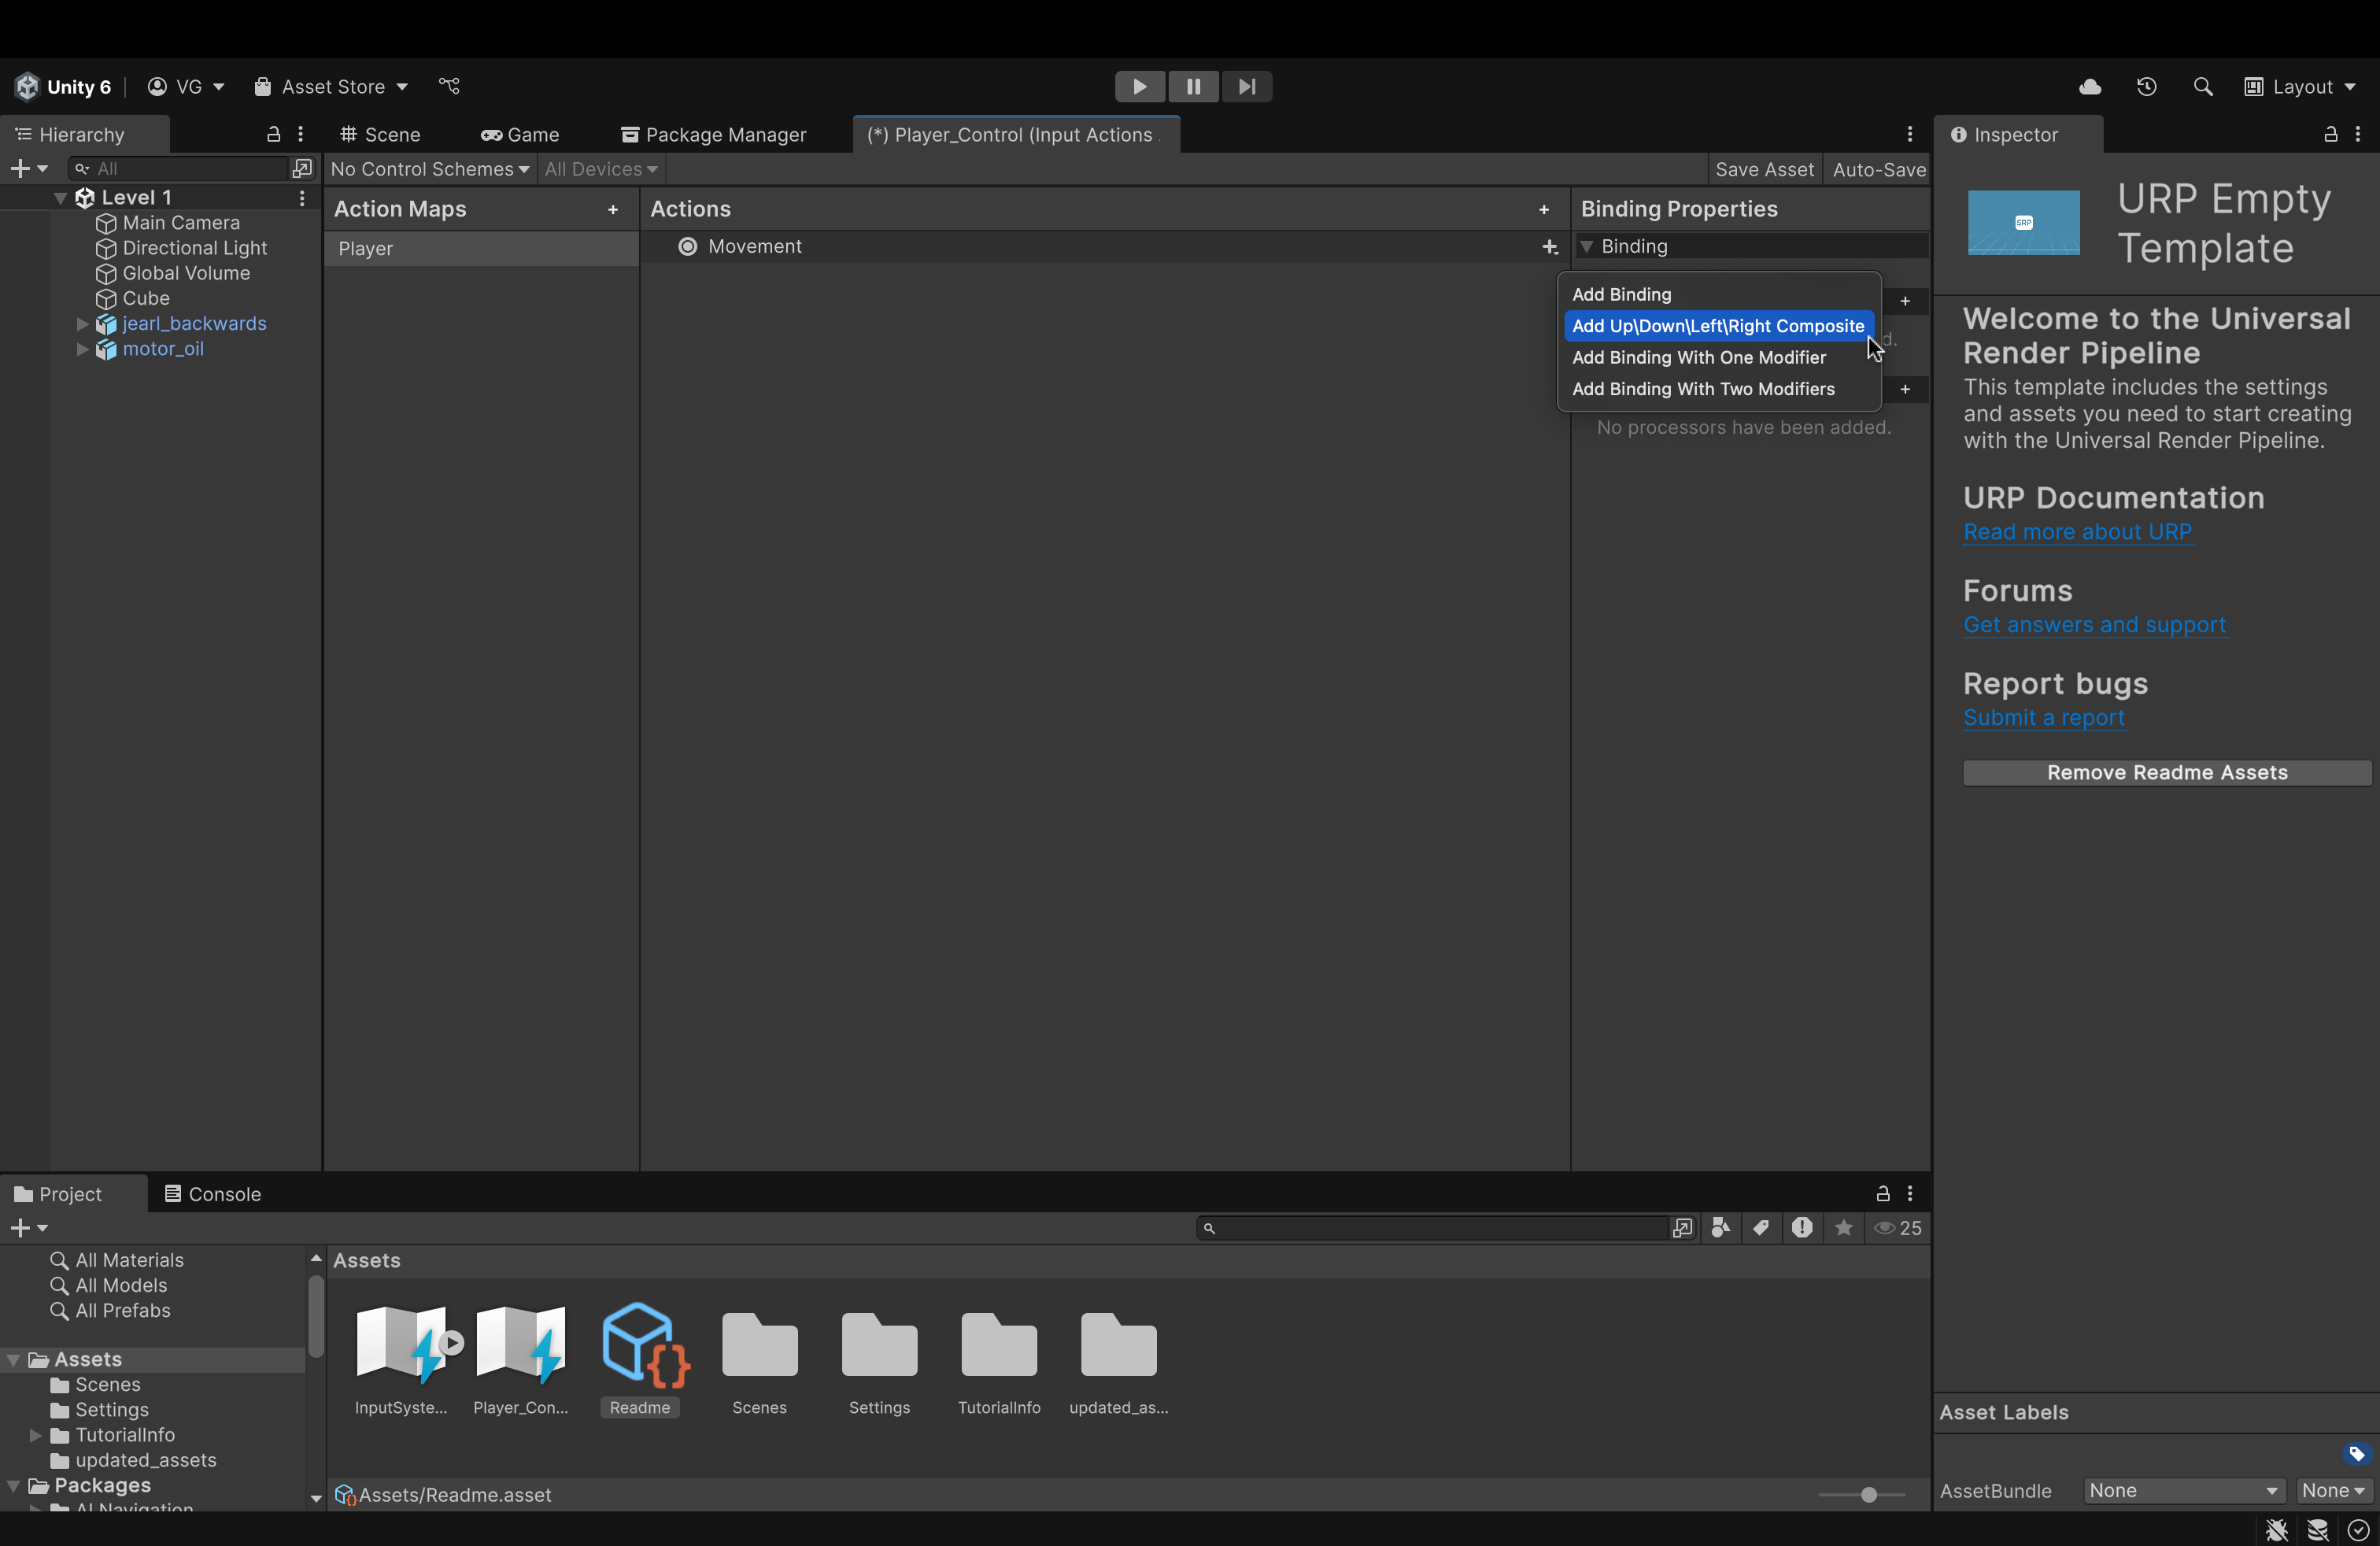 Unity 6
VG
Asset Store
Layout
Hierarchy
Scene
Game
Package Manager
(*) Player_Control (Input Actions
Inspector
All
No Control Schemes
All Devices
Save Asset
Auto-Save
Level 1
Main Camera
Directional Light
Global Volume
Cube
jearl_backwards
motor_oil
Action Maps
+
Player
Actions
+
Movement
Binding Properties
Binding
+
Add Binding
Add Up\Down\Left\Right Composite
d.
Add Binding With One Modifier
Add Binding With Two Modifiers
+
No processors have been added.
SRP
URP Empty
Template
Welcome to the Universal
Render Pipeline
This template includes the settings
and assets you need to start creating
with the Universal Render Pipeline.
URP Documentation
Read more about URP
Forums
Get answers and support
Report bugs
Submit a report
Remove Readme Assets
Project
Console
25
All Materials
All Models
All Prefabs
Assets
Scenes
Settings
TutorialInfo
updated_assets
Packages
AI Navigation
Assets
InputSyste...
Player_Con...
Readme
Scenes
Settings
TutorialInfo
updated_as...
Assets/Readme.asset
Asset Labels
AssetBundle
None
None